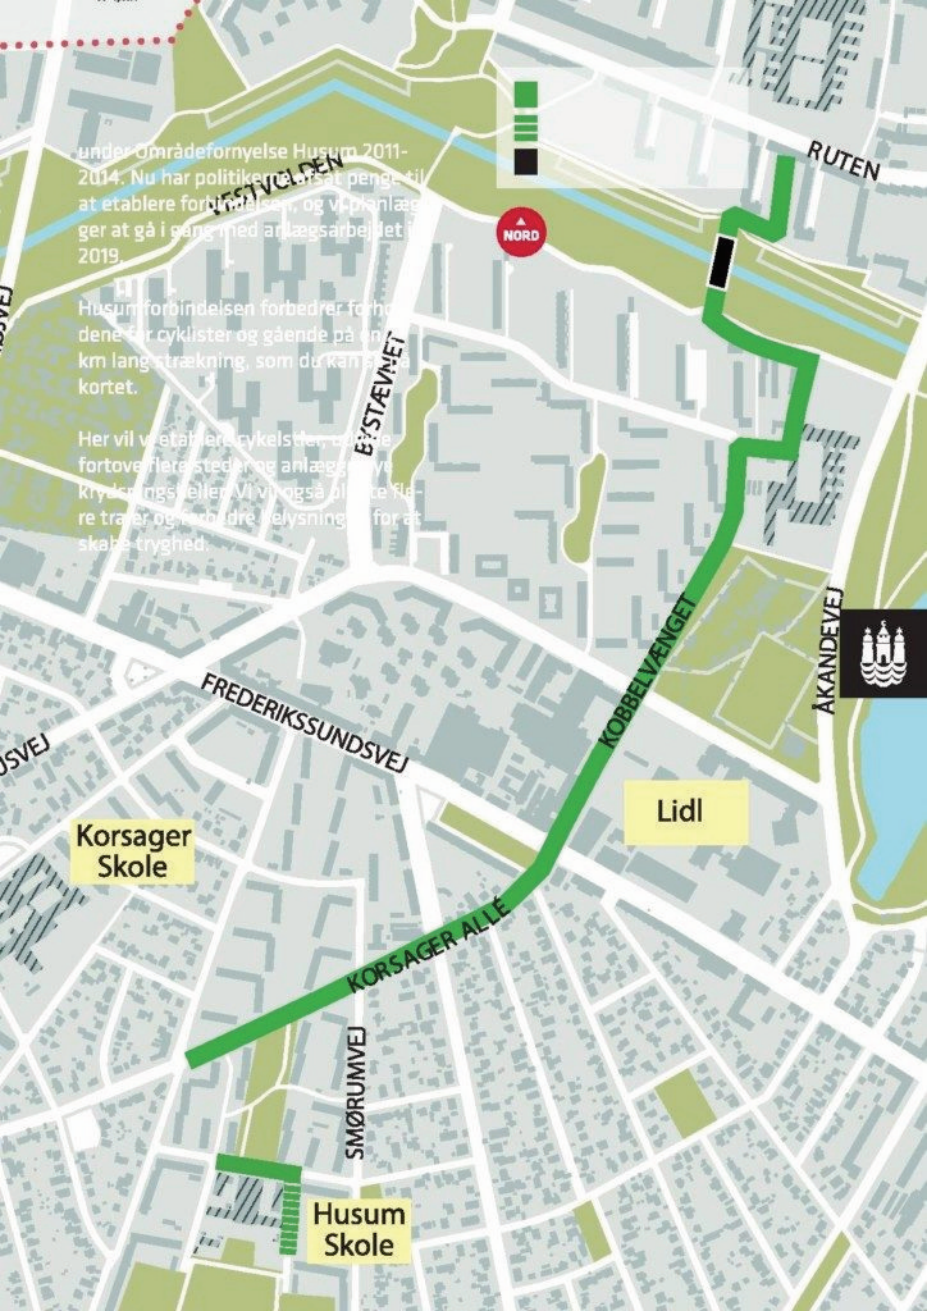 under Områdefornyelse Husum 2011-
2014. Nu har politikerne afsat penge til
at etablere forbindelsen, og vi planlæg-
ger at gå i gang med anlægsarbejdet i
2019.
Husumforbindelsen forbedrer forhol-
dene for cyklister og gående på en
km lang strækning, som du kan se på
kortet.
Her vil vi etablere cykelstier, udvide
fortove flere steder og anlægge nye
krydsningsheller. Vi vil også plante fle-
re træer og forbedre belysningen for at
skabe tryghed.
VESTVOLDEN
NORD
RUTEN
BYSTÆVNET
KOBBELVÆNGET
ÅKANDEVEJ
FREDERIKSSUNDSVEJ
USVEJ
Lidl
Korsager
Skole
KORSAGER ALLÉ
SMØRUMVEJ
Husum
Skole